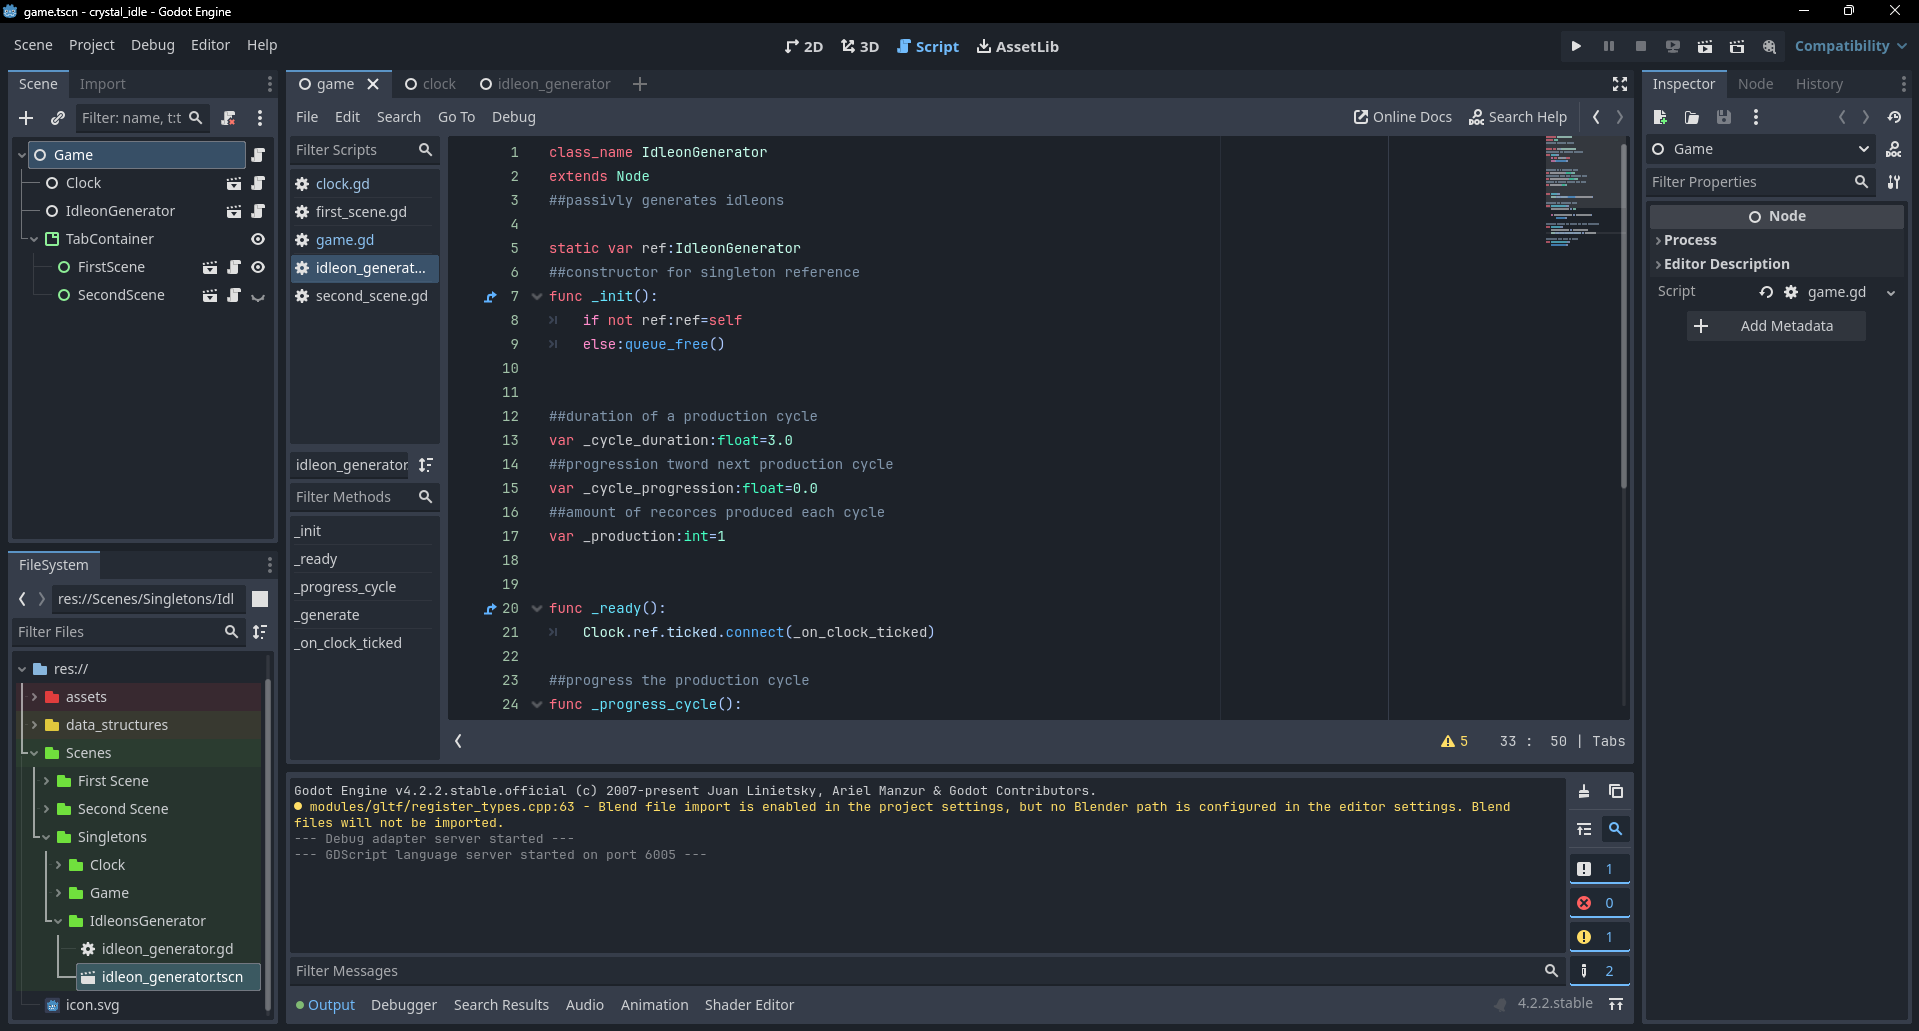 game.tscn - crystal_idle - Godot Engine
Scene Project Debug Editor Help
2D 3D Script AssetLib
Compatibility
Scene Import
Filter: name, t:t
Game
Clock
IdleonGenerator
TabContainer
FirstScene
SecondScene
FileSystem
res://Scenes/Singletons/Idl
Filter Files
res://
assets
data_structures
Scenes
First Scene
Second Scene
Singletons
Clock
Game
IdleonsGenerator
idleon_generator.gd
idleon_generator.tscn
icon.svg
game clock idleon_generator
File Edit Search Go To Debug
Online Docs Search Help
Filter Scripts
clock.gd
first_scene.gd
game.gd
idleon_generat...
second_scene.gd
idleon_generator
Filter Methods
_init
_ready
_progress_cycle
_generate
_on_clock_ticked
1 class_name IdleonGenerator
2 extends Node
3 ##passivly generates idleons
4
5 static var ref:IdleonGenerator
6 ##constructor for singleton reference
7 func _init():
8 if not ref:ref=self
9 else:queue_free()
10
11
12 ##duration of a production cycle
13 var _cycle_duration:float=3.0
14 ##progression tword next production cycle
15 var _cycle_progression:float=0.0
16 ##amount of recorces produced each cycle
17 var _production:int=1
18
19
20 func _ready():
21 Clock.ref.ticked.connect(_on_clock_ticked)
22
23 ##progress the production cycle
24 func _progress_cycle():
5 33 : 50 | Tabs
Godot Engine v4.2.2.stable.official (c) 2007-present Juan Linietsky, Ariel Manzur & Godot Contributors.
modules/gltf/register_types.cpp:63 - Blend file import is enabled in the project settings, but no Blender path is configured in the editor settings. Blend
files will not be imported.
--- Debug adapter server started ---
--- GDScript language server started on port 6005 ---
1
0
1
2
Filter Messages
Output Debugger Search Results Audio Animation Shader Editor
4.2.2.stable
Inspector Node History
Game
Filter Properties
Node
Process
Editor Description
Script game.gd
Add Metadata